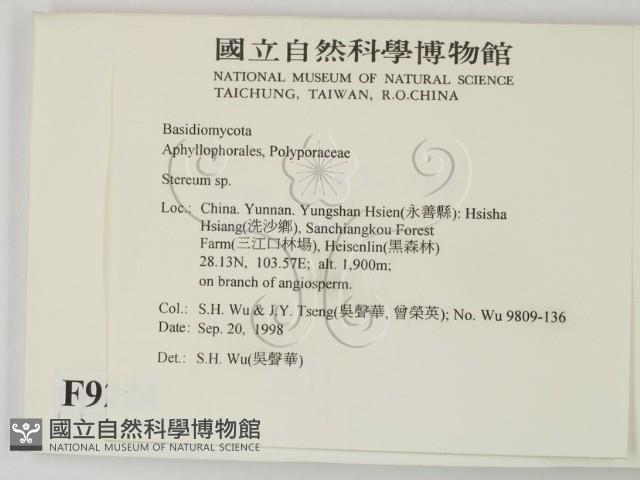 國立自然科學博物館
NATIONAL MUSEUM OF NATURAL SCIENCE
TAICHUNG, TAIWAN, R.O.CHINA
Basidiomycota
Aphyllophorales, Polyporaceae
Stereum sp.
Loc.: China. Yunnan. Yungshan Hsien(永善縣): Hsisha
Hsiang(洗沙鄉), Sanchiangkou Forest
Farm(三江口林場), Heisenlin(黑森林)
28.13N, 103.57E; alt. 1,900m;
on branch of angiosperm.
Col.: S.H. Wu & J.Y. Tseng(吳聲華, 曾榮英); No. Wu 9809-136
Date: Sep. 20, 1998
Det.: S.H. Wu(吳聲華)
國立自然科學博物館
NATIONAL MUSEUM OF NATURAL SCIENCE